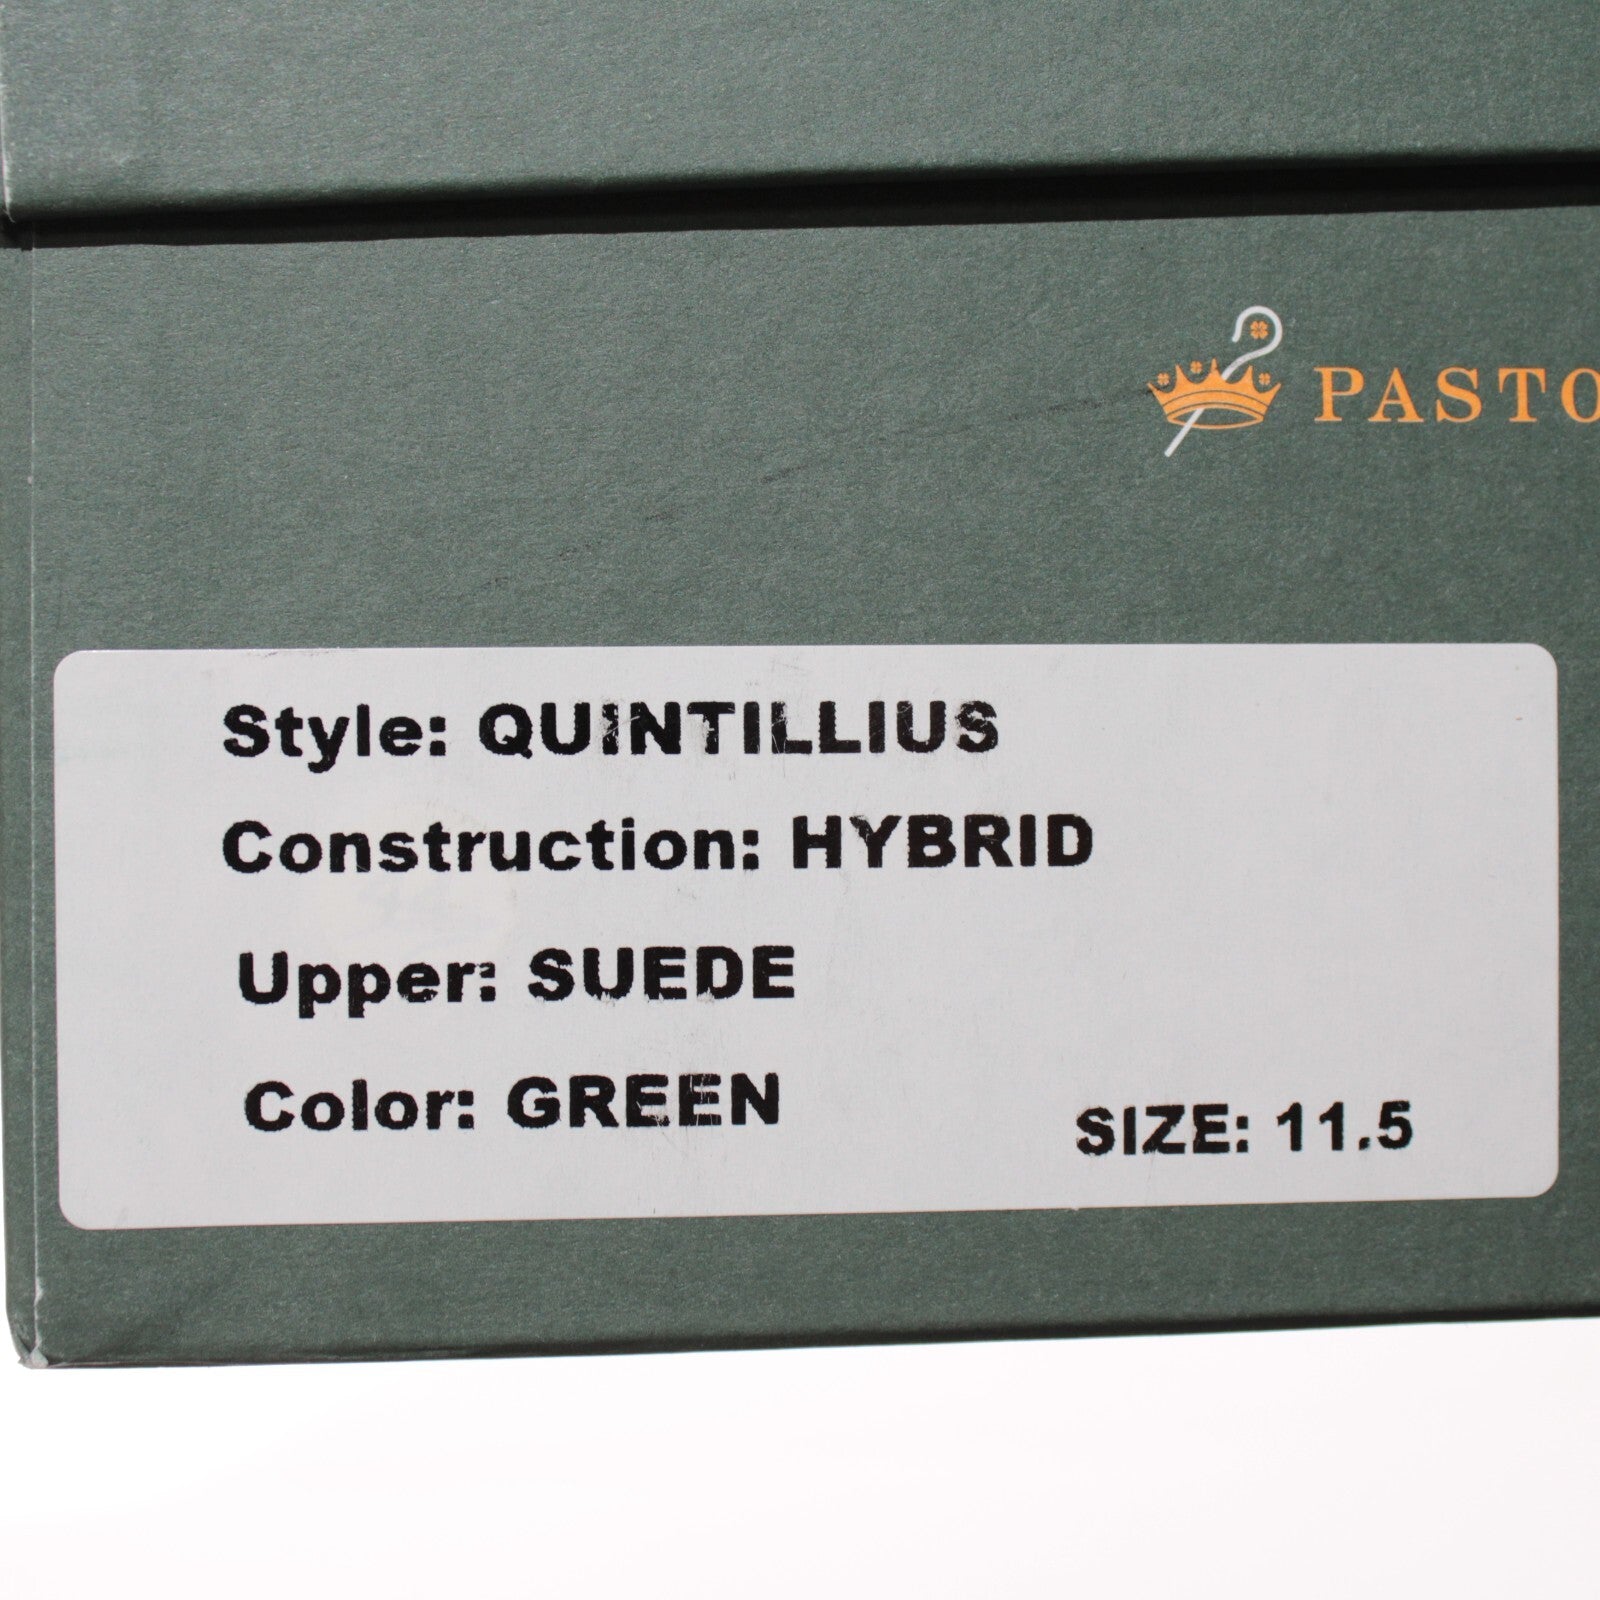 PASTO
Style: QUINTILLIUS
Construction: HYBRID
Upper: SUEDE
Color: GREEN
SIZE: 11.5